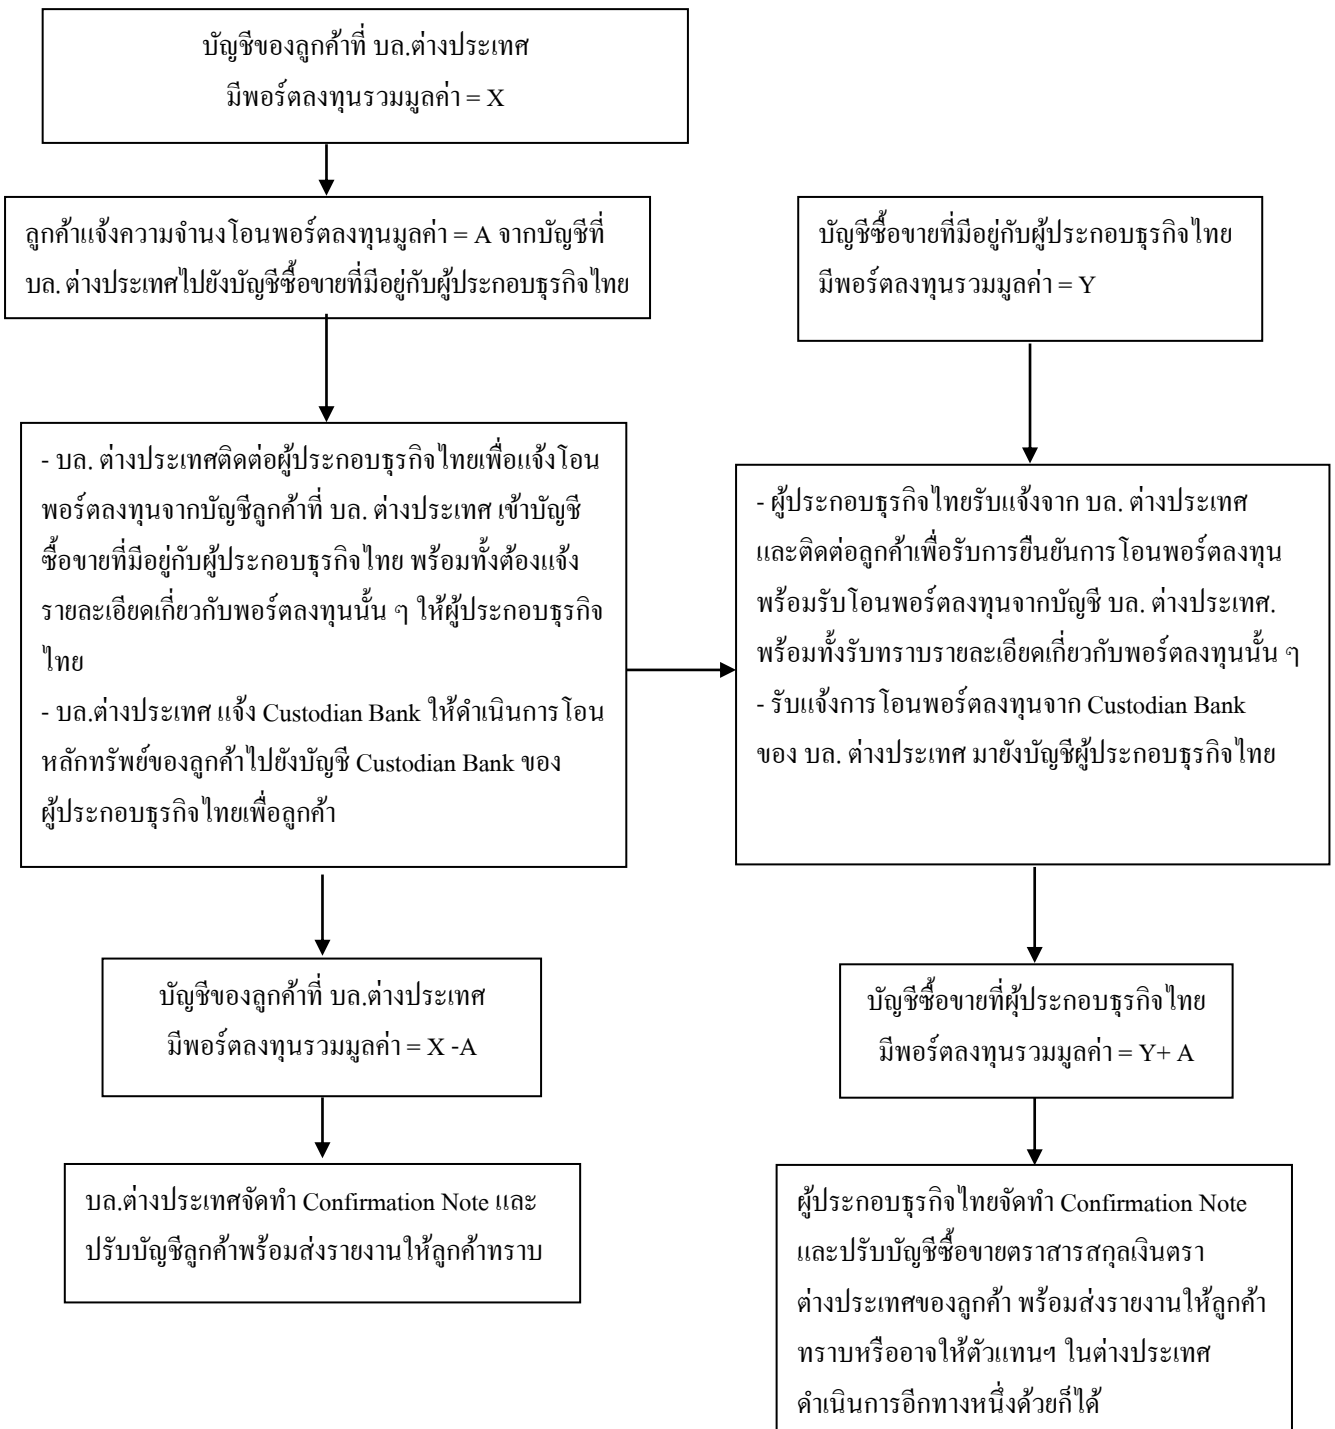 บัญชีของลูกค้าที่ บล.ต่างประเทศ
มีพอร์ตลงทุนรวมมูลค่า = X
ลูกค้าแจ้งความจำนงโอนพอร์ตลงทุนมูลค่า = A จากบัญชีที่
บล. ต่างประเทศไปยังบัญชีซื้อขายที่มีอยู่กับผู้ประกอบธุรกิจไทย
บัญชีซื้อขายที่มีอยู่กับผู้ประกอบธุรกิจไทย
มีพอร์ตลงทุนรวมมูลค่า = Y
- บล. ต่างประเทศติดต่อผู้ประกอบธุรกิจไทยเพื่อแจ้งโอน
พอร์ตลงทุนจากบัญชีลูกค้าที่ บล. ต่างประเทศ เข้าบัญชี
ซื้อขายที่มีอยู่กับผู้ประกอบธุรกิจไทย พร้อมทั้งต้องแจ้ง
รายละเอียดเกี่ยวกับพอร์ตลงทุนนั้น ๆ ให้ผู้ประกอบธุรกิจ
ไทย
- บล.ต่างประเทศ แจ้ง Custodian Bank ให้ดำเนินการโอน
หลักทรัพย์ของลูกค้าไปยังบัญชี Custodian Bank ของ
ผู้ประกอบธุรกิจไทยเพื่อลูกค้า
- ผู้ประกอบธุรกิจไทยรับแจ้งจาก บล. ต่างประเทศ
และติดต่อลูกค้าเพื่อรับการยืนยันการโอนพอร์ตลงทุน
พร้อมรับโอนพอร์ตลงทุนจากบัญชี บล. ต่างประเทศ.
พร้อมทั้งรับทราบรายละเอียดเกี่ยวกับพอร์ตลงทุนนั้น ๆ
- รับแจ้งการโอนพอร์ตลงทุนจาก Custodian Bank
ของ บล. ต่างประเทศ มายังบัญชีผู้ประกอบธุรกิจไทย
บัญชีของลูกค้าที่ บล.ต่างประเทศ
มีพอร์ตลงทุนรวมมูลค่า = X -A
บัญชีซื้อขายที่ผู้ประกอบธุรกิจไทย
มีพอร์ตลงทุนรวมมูลค่า = Y+ A
บล.ต่างประเทศจัดทำ Confirmation Note และ
ปรับบัญชีลูกค้าพร้อมส่งรายงานให้ลูกค้าทราบ
ผู้ประกอบธุรกิจไทยจัดทำ Confirmation Note
และปรับบัญชีซื้อขายตราสารสกุลเงินตรา
ต่างประเทศของลูกค้า พร้อมส่งรายงานให้ลูกค้า
ทราบหรืออาจให้ตัวแทนฯ ในต่างประเทศ
ดำเนินการอีกทางหนึ่งด้วยก็ได้